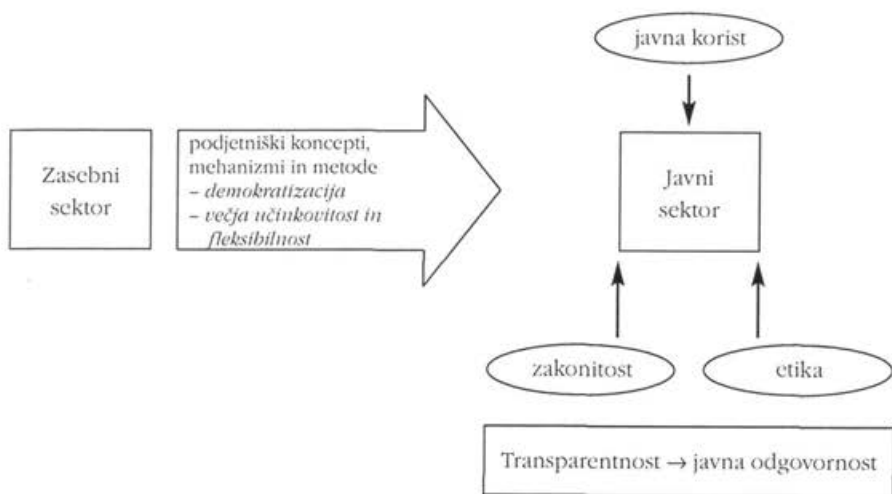 javna korist
Zasebni
sektor
podjetniški koncepti,
mehanizmi in metode
– demokratizacija
– večja učinkovitost in
fleksibilnost
Javni
sektor
zakonitost
etika
Transparentnost → javna odgovornost